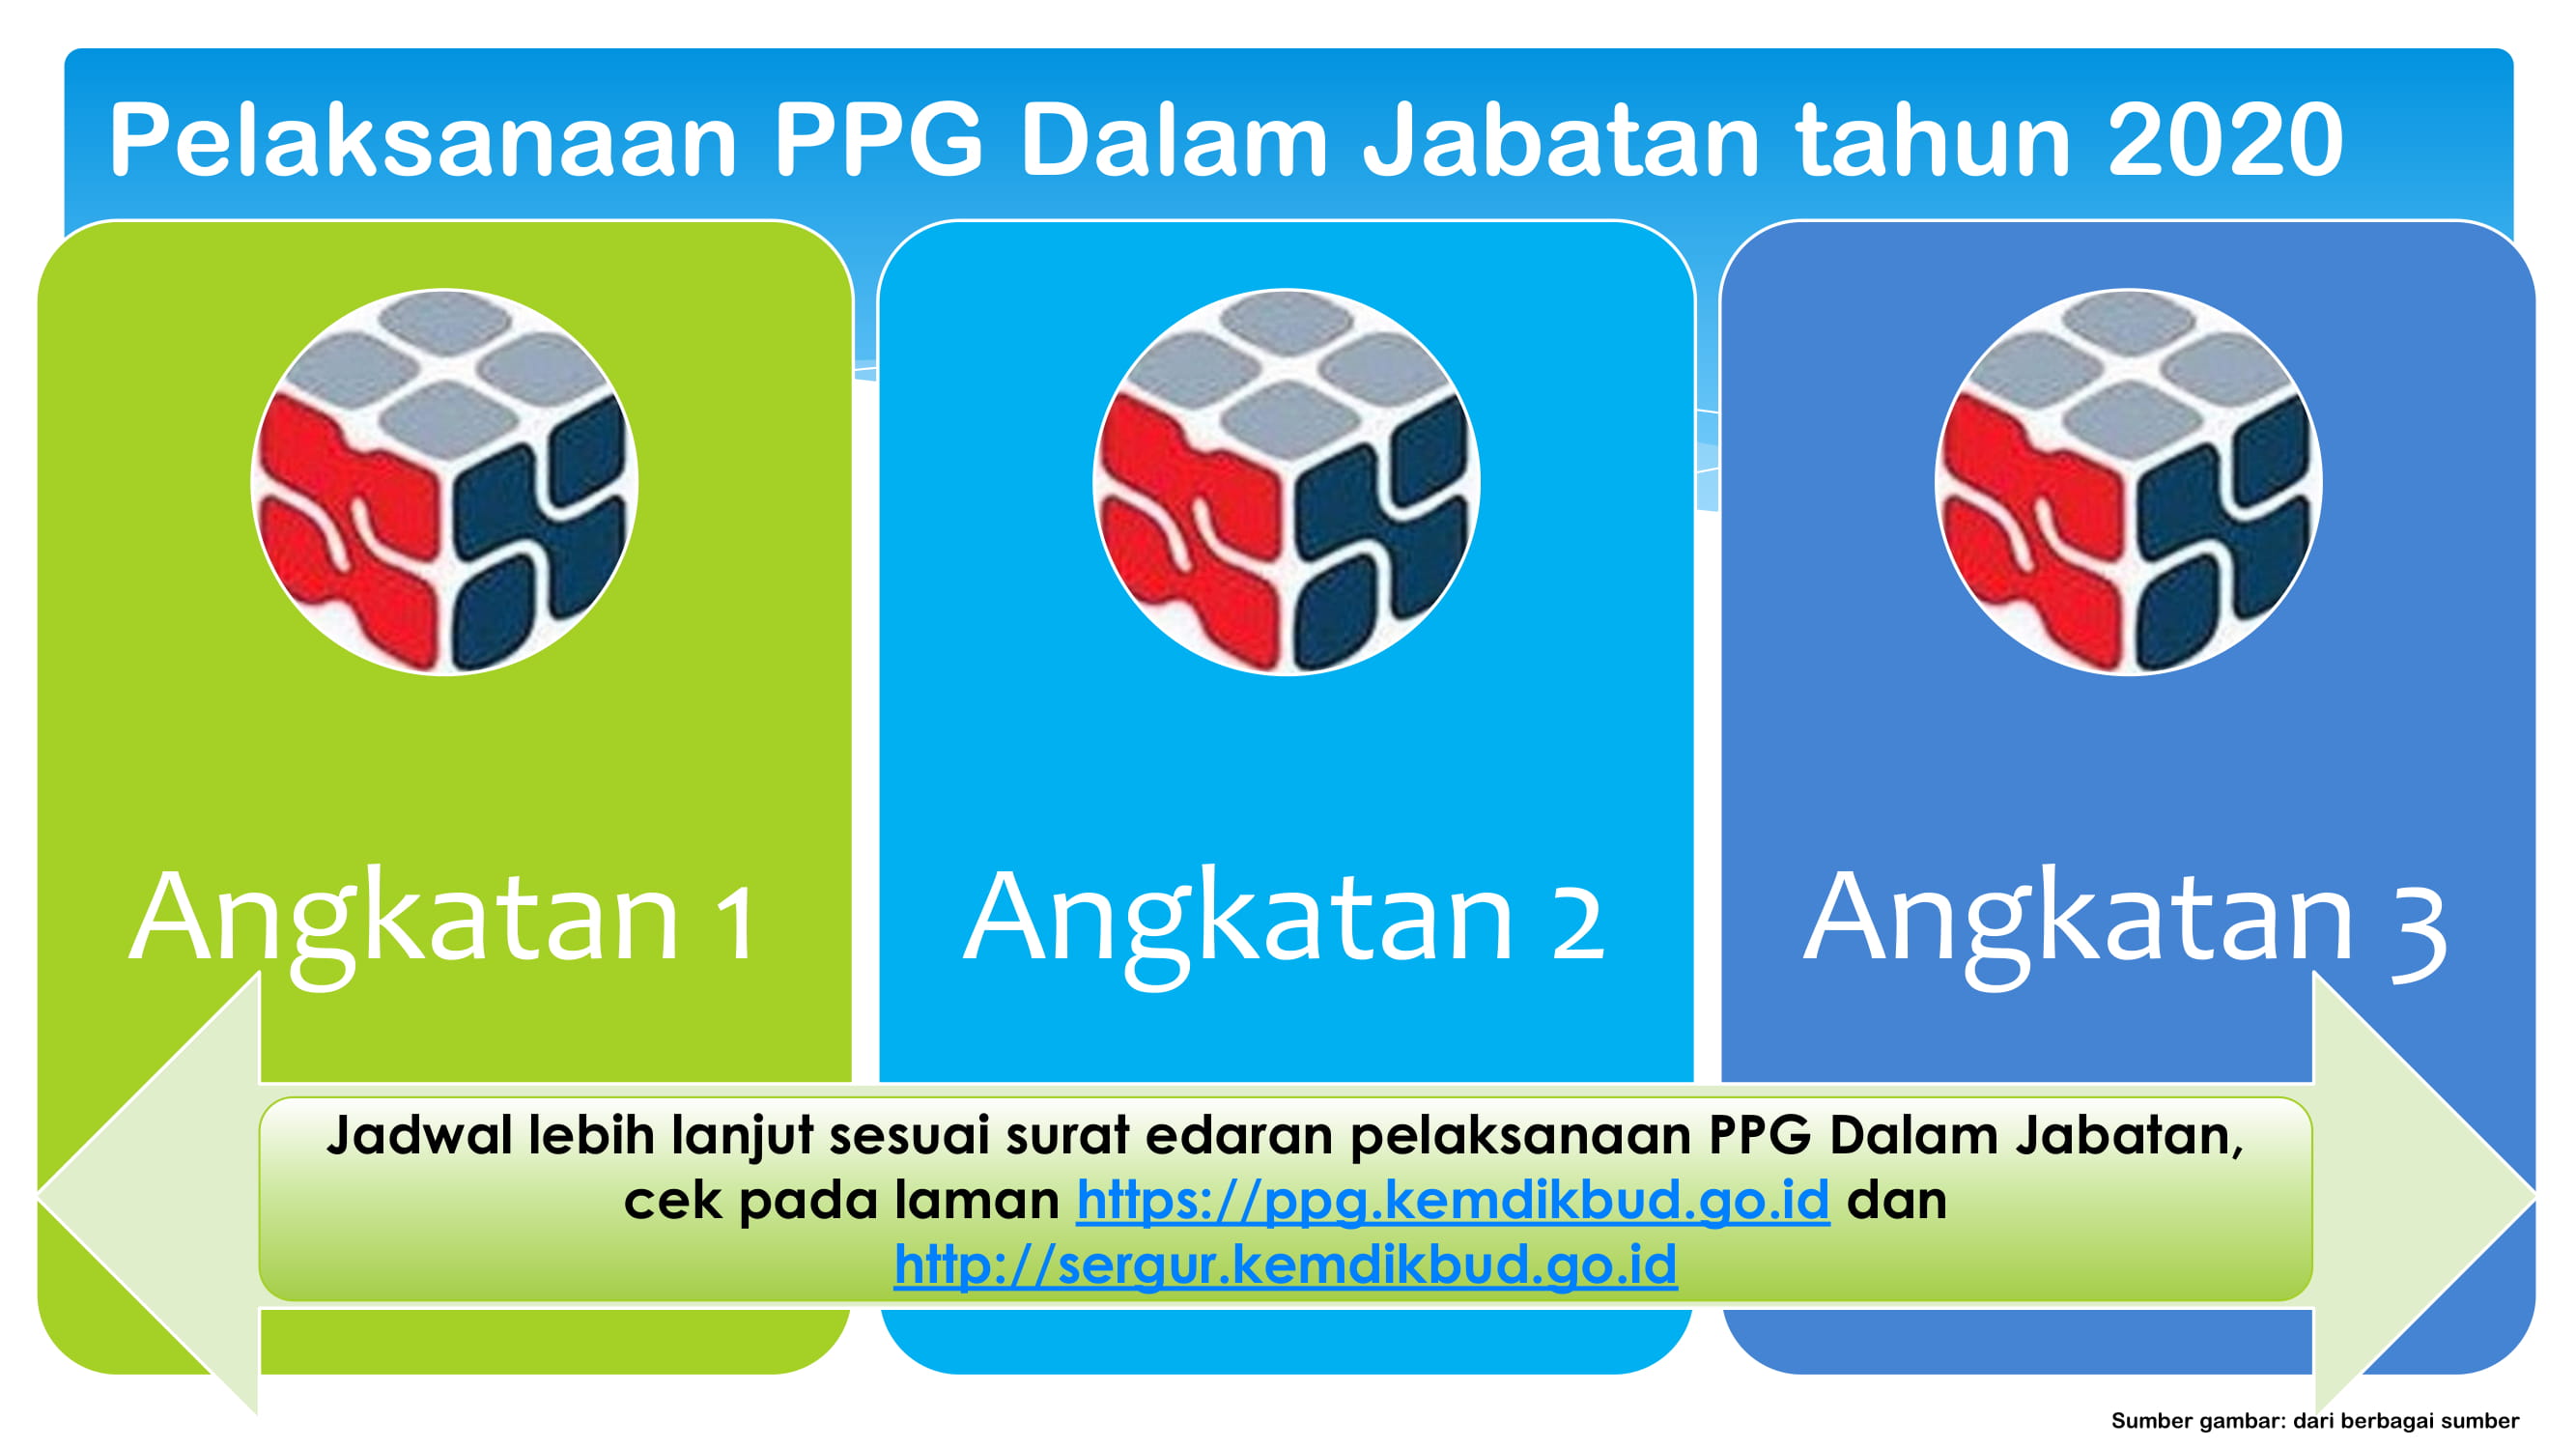 Pelaksanaan PPG Dalam Jabatan tahun 2020
Angkatan 1
Angkatan 2
Angkatan 3
Jadwal lebih lanjut sesuai surat edaran pelaksanaan PPG Dalam Jabatan,
cek pada laman https://ppg.kemdikbud.go.id dan
http://sergur.kemdikbud.go.id
Sumber gambar: dari berbagai sumber